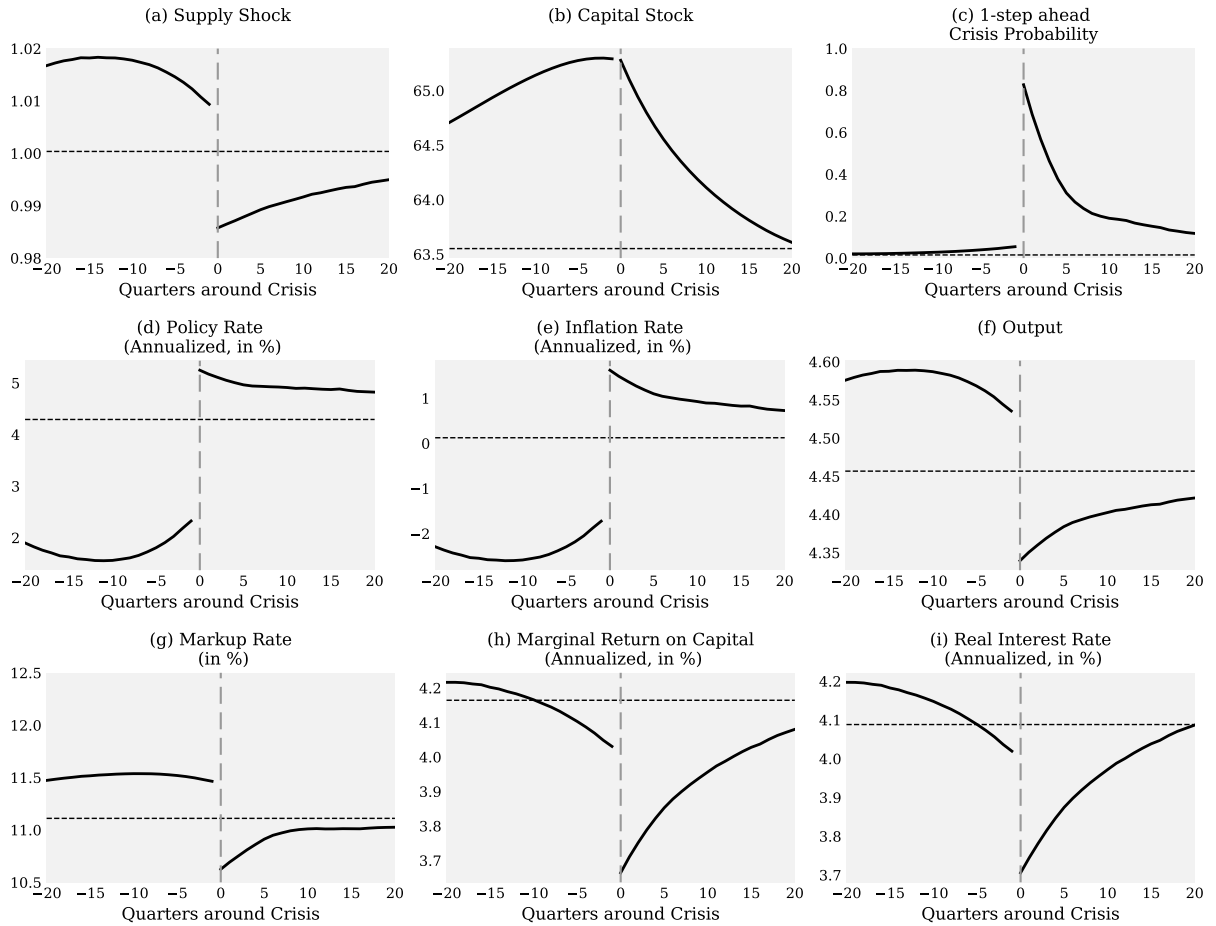 (a) Supply Shock
(b) Capital Stock
(c) 1-step ahead
Crisis Probability
1.02
1.01
1.00
0.99
0.98
−20 −15 −10 −5 0 5 10 15 20
Quarters around Crisis
65.0
64.5
64.0
63.5
−20 −15 −10 −5 0 5 10 15 20
Quarters around Crisis
1.0
0.8
0.6
0.4
0.2
0.0
−20 −15 −10 −5 0 5 10 15 20
Quarters around Crisis
(d) Policy Rate
(Annualized, in %)
(e) Inflation Rate
(Annualized, in %)
(f) Output
5
4
3
2
−20 −15 −10 −5 0 5 10 15 20
Quarters around Crisis
1
0
−1
−2
−20 −15 −10 −5 0 5 10 15 20
Quarters around Crisis
4.60
4.55
4.50
4.45
4.40
4.35
−20 −15 −10 −5 0 5 10 15 20
Quarters around Crisis
(g) Markup Rate
(in %)
(h) Marginal Return on Capital
(Annualized, in %)
(i) Real Interest Rate
(Annualized, in %)
12.5
12.0
11.5
11.0
10.5
−20 −15 −10 −5 0 5 10 15 20
Quarters around Crisis
4.2
4.1
4.0
3.9
3.8
3.7
−20 −15 −10 −5 0 5 10 15 20
Quarters around Crisis
4.2
4.1
4.0
3.9
3.8
3.7
−20 −15 −10 −5 0 5 10 15 20
Quarters around Crisis